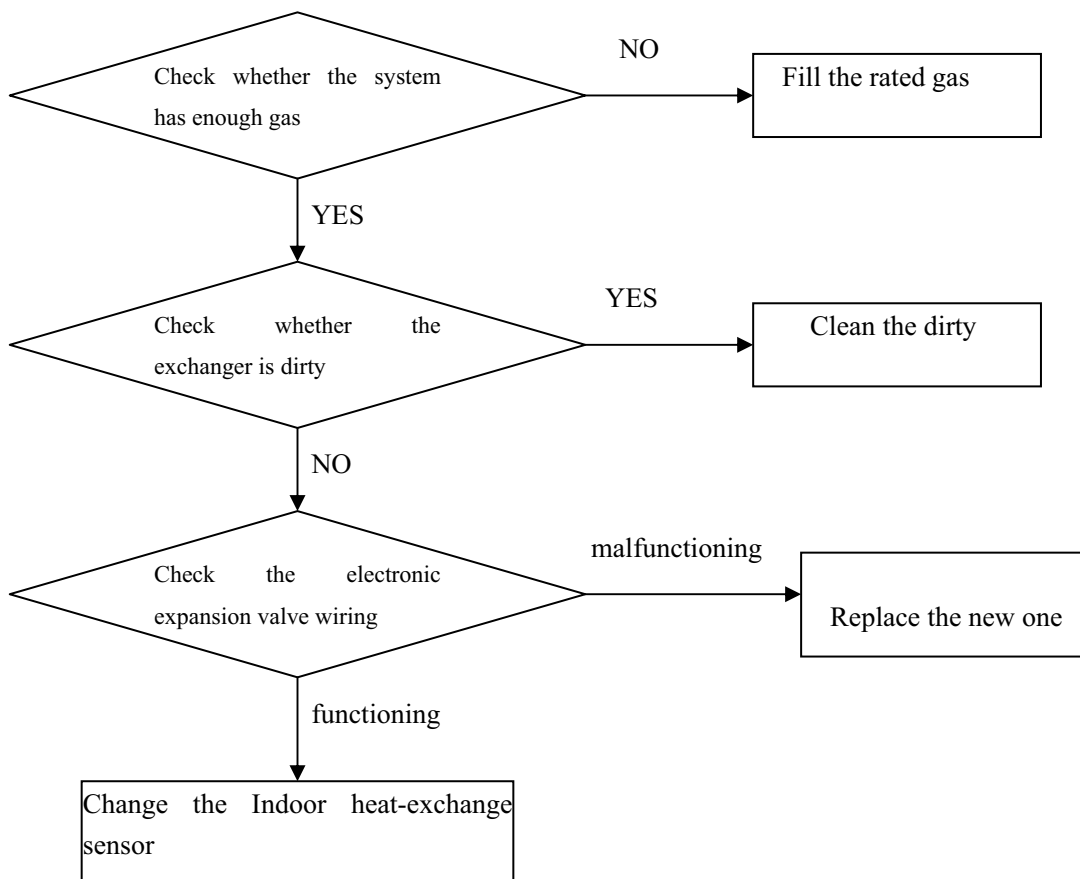 NO
Check whether the system
has enough gas
Fill the rated gas
YES
YES
Check whether the
exchanger is dirty
Clean the dirty
NO
malfunctioning
Check the electronic
expansion valve wiring
Replace the new one
functioning
Change the Indoor heat-exchange
sensor